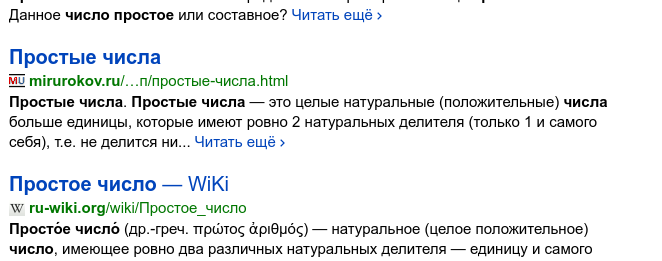 Данное число простое или составное? Читать ещё ›
Простые числа
mirurokov.ru/…п/простые-числа.html
Простые числа. Простые числа — это целые натуральные (положительные) числа
больше единицы, которые имеют ровно 2 натуральных делителя (только 1 и самого
себя), т.е. не делится ни... Читать ещё ›
Простое число — WiKi
W ru-wiki.org/wiki/Простое_число
Просто́е число́ (др.-греч. πρώτος ἀριθμός) — натуральное (целое положительное)
число, имеющее ровно два различных натуральных делителя — единицу и самого